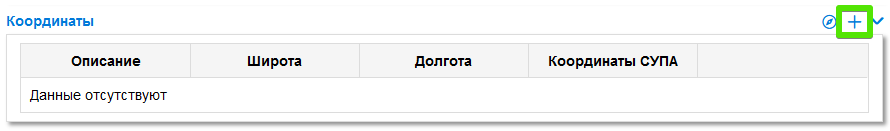 Координаты
Описание Широта Долгота Координаты СУПА
Данные отсутствуют